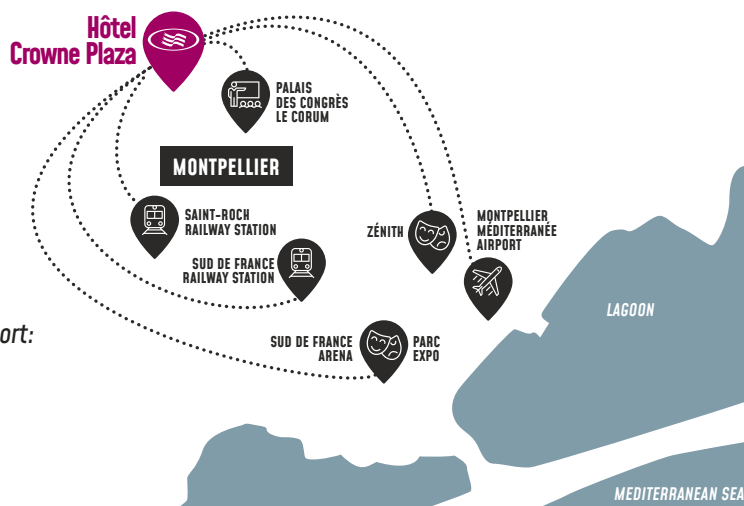 Hôtel
Crowne Plaza
PALAIS
DES CONGRÈS
LE CORUM
MONTPELLIER
SAINT-ROCH
RAILWAY STATION
SUD DE FRANCE
RAILWAY STATION
ZÉNITH
MONTPELLIER
MÉDITERRANÉE
AIRPORT
LAGOON
ort:
SUD DE FRANCE
ARENA
PARC
EXPO
MEDITERRANEAN SEA